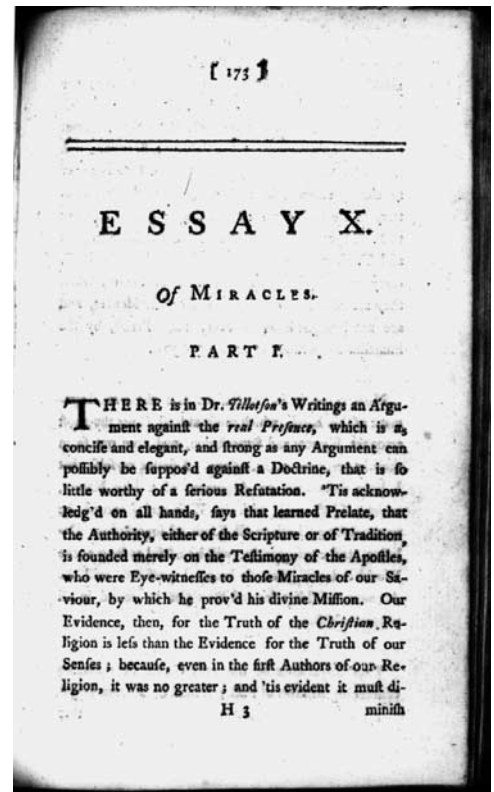 [ 173 ]
ESSAY X.
Of MIRACLES.
PART I.
THERE is in Dr. Tillotſon's Writings an Argu-
ment againſt the real Preſence, which is as
conciſe and elegant, and ſtrong as any Argument can
poſſibly be ſuppos'd againſt a Doctrine, that is ſo
little worthy of a ſerious Refutation. 'Tis acknow-
ledg'd on all hands, ſays that learned Prelate, that
the Authority, either of the Scripture or of Tradition,
is founded merely on the Teſtimony of the Apoſtles,
who were Eye-witneſſes to thoſe Miracles of our Sa-
viour, by which he prov'd his divine Miſſion. Our
Evidence, then, for the Truth of the Chriſtian Re-
ligion is leſs than the Evidence for the Truth of our
Senſes; becauſe, even in the firſt Authors of our Re-
ligion, it was no greater; and 'tis evident it muſt di-
H 3 miniſh